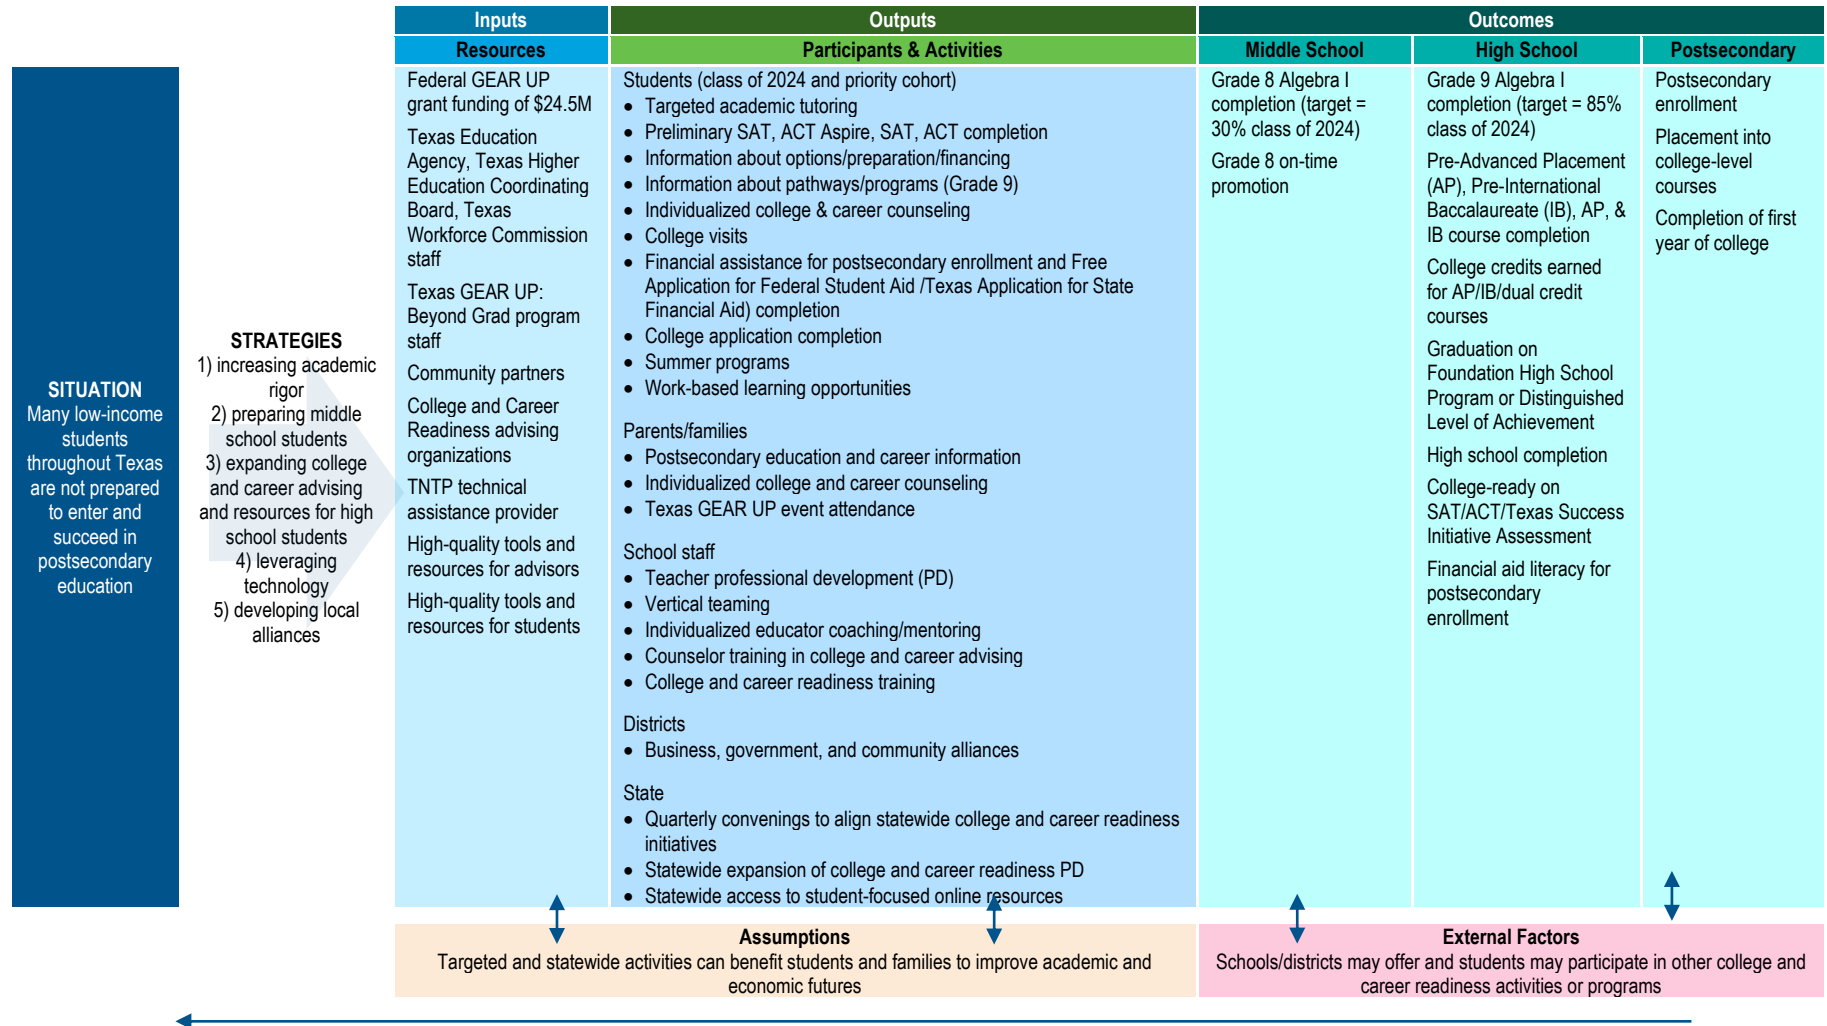 Inputs
Outputs
Outcomes
Resources
Participants & Activities
Middle School
High School
Postsecondary
SITUATION
Many low-income
students
throughout Texas
are not prepared
to enter and
succeed in
postsecondary
education
STRATEGIES
1) increasing academic
rigor
2) preparing middle
school students
3) expanding college
and career advising
and resources for high
school students
4) leveraging
technology
5) developing local
alliances
Federal GEAR UP
grant funding of $24.5M
Texas Education
Agency, Texas Higher
Education Coordinating
Board, Texas
Workforce Commission
staff
Texas GEAR UP:
Beyond Grad program
staff
Community partners
College and Career
Readiness advising
organizations
TNTP technical
assistance provider
High-quality tools and
resources for advisors
High-quality tools and
resources for students
Students (class of 2024 and priority cohort)
• Targeted academic tutoring
• Preliminary SAT, ACT Aspire, SAT, ACT completion
• Information about options/preparation/financing
• Information about pathways/programs (Grade 9)
• Individualized college & career counseling
• College visits
• Financial assistance for postsecondary enrollment and Free
Application for Federal Student Aid /Texas Application for State
Financial Aid) completion
• College application completion
• Summer programs
• Work-based learning opportunities
Parents/families
• Postsecondary education and career information
• Individualized college and career counseling
• Texas GEAR UP event attendance
School staff
• Teacher professional development (PD)
• Vertical teaming
• Individualized educator coaching/mentoring
• Counselor training in college and career advising
• College and career readiness training
Districts
• Business, government, and community alliances
State
• Quarterly convenings to align statewide college and career readiness
initiatives
• Statewide expansion of college and career readiness PD
• Statewide access to student-focused online resources
Grade 8 Algebra I
completion (target =
30% class of 2024)
Grade 8 on-time
promotion
Grade 9 Algebra I
completion (target = 85%
class of 2024)
Pre-Advanced Placement
(AP), Pre-International
Baccalaureate (IB), AP, &
IB course completion
College credits earned
for AP/IB/dual credit
courses
Graduation on
Foundation High School
Program or Distinguished
Level of Achievement
High school completion
College-ready on
SAT/ACT/Texas Success
Initiative Assessment
Financial aid literacy for
postsecondary
enrollment
Postsecondary
enrollment
Placement into
college-level
courses
Completion of first
year of college
Assumptions
Targeted and statewide activities can benefit students and families to improve academic and
economic futures
External Factors
Schools/districts may offer and students may participate in other college and
career readiness activities or programs